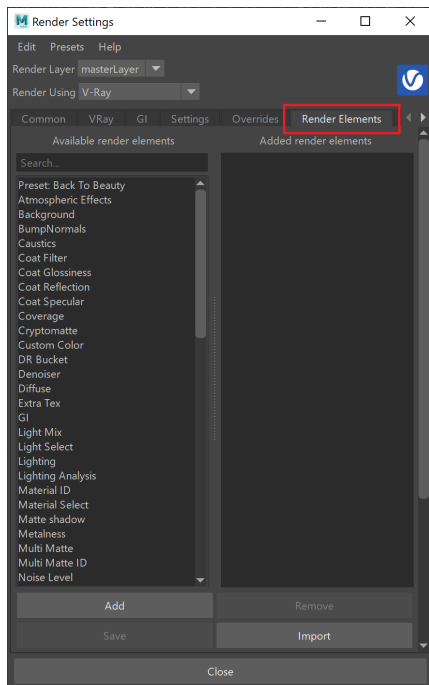 Render Settings
Edit Presets Help
Render Layer masterLayer
Render Using V-Ray
Common VRay GI Settings Overrides Render Elements
Available render elements
Added render elements
Search...
Preset: Back To Beauty
Atmospheric Effects
Background
BumpNormals
Caustics
Coat Filter
Coat Glossiness
Coat Reflection
Coat Specular
Coverage
Cryptomatte
Custom Color
DR Bucket
Denoiser
Diffuse
Extra Tex
GI
Light Mix
Light Select
Lighting
Lighting Analysis
Material ID
Material Select
Matte shadow
Metalness
Multi Matte
Multi Matte ID
Noise Level
Add
Remove
Save
Import
Close